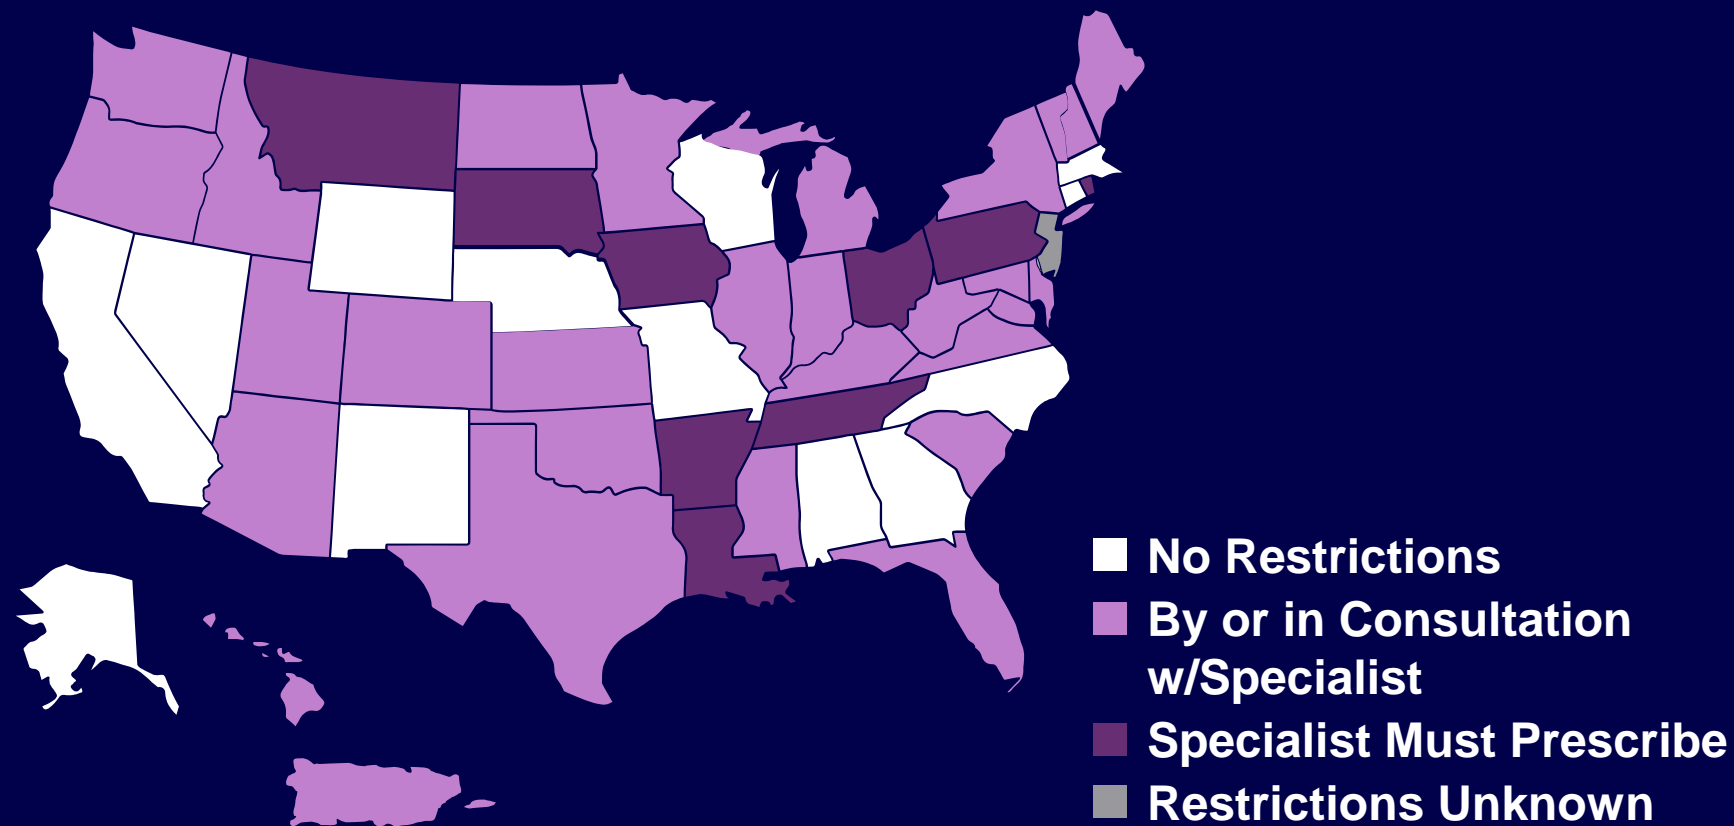 No Restrictions
By or in Consultation
w/Specialist
Specialist Must Prescribe
Restrictions Unknown